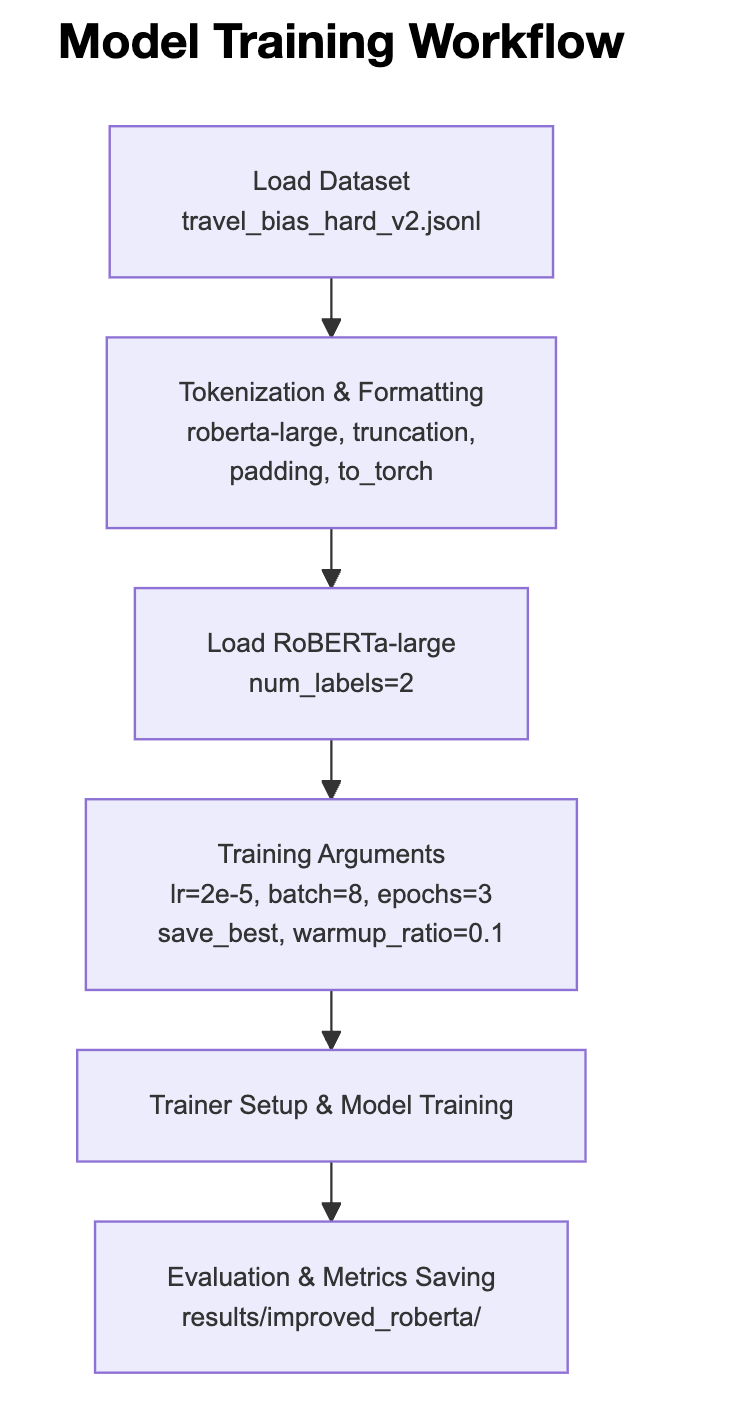 Model Training Workflow
Load Dataset
travel_bias_hard_v2.jsonl
Tokenization & Formatting
roberta-large, truncation,
padding, to_torch
Load RoBERTa-large
num_labels=2
Training Arguments
lr=2e-5, batch=8, epochs=3
save_best, warmup_ratio=0.1
Trainer Setup & Model Training
Evaluation & Metrics Saving
results/improved_roberta/